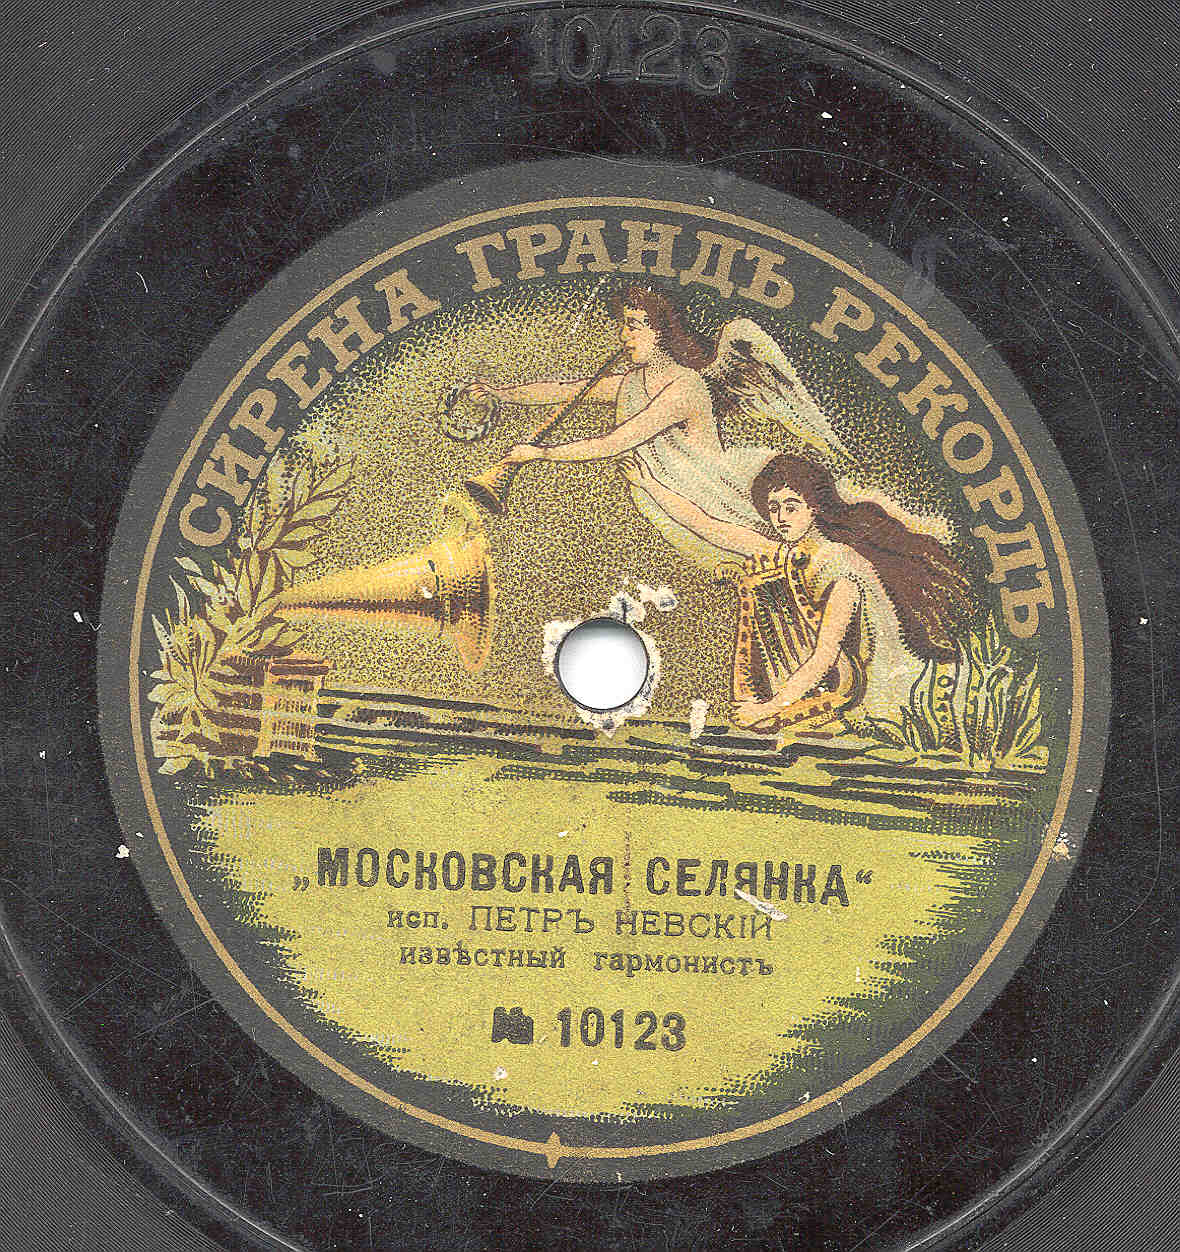 10123
СИРЕНА ГРАНДЪ РЕКОРДЪ
„МОСКОВСКАЯ СЕЛЯНКА“
исп. ПЕТРЪ НЕВСКІЙ
извѣстный гармонистъ
№ 10123